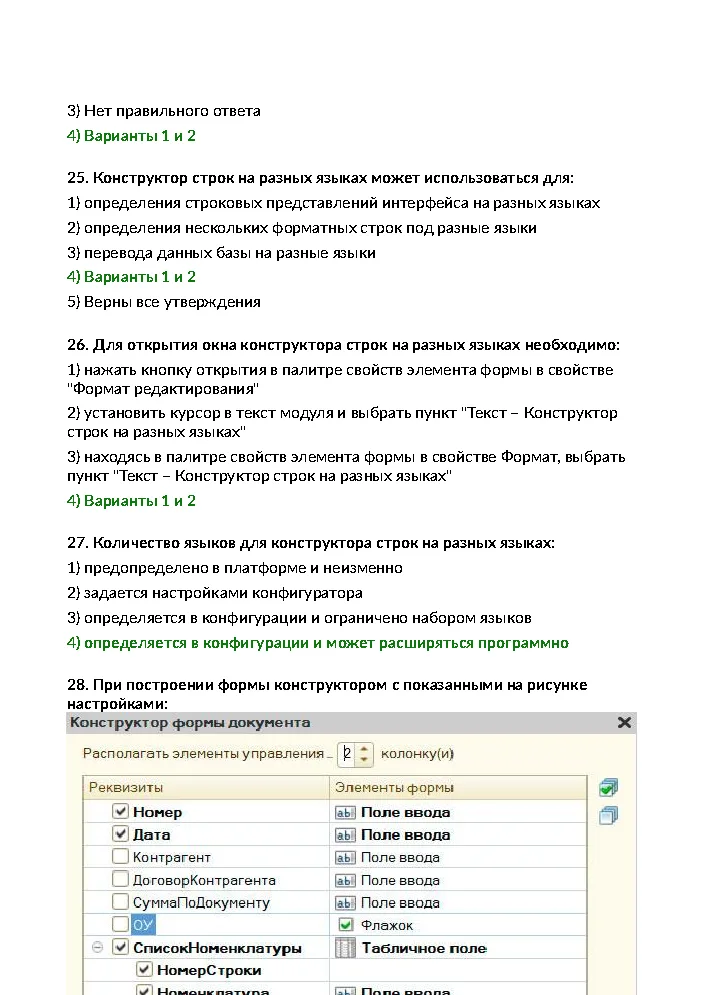 3) Нет правильного ответа
4) Варианты 1 и 2
25. Конструктор строк на разных языках может использоваться для:
1) определения строковых представлений интерфейса на разных языках
2) определения нескольких форматных строк под разные языки
3) перевода данных базы на разные языки
4) Варианты 1 и 2
5) Верны все утверждения
26. Для открытия окна конструктора строк на разных языках необходимо:
1) нажать кнопку открытия в палитре свойств элемента формы в свойстве
"Формат редактирования"
2) установить курсор в текст модуля и выбрать пункт "Текст – Конструктор
строк на разных языках"
3) находясь в палитре свойств элемента формы в свойстве Формат, выбрать
пункт "Текст – Конструктор строк на разных языках"
4) Варианты 1 и 2
27. Количество языков для конструктора строк на разных языках:
1) предопределено в платформе и неизменно
2) задается настройками конфигуратора
3) определяется в конфигурации и ограничено набором языков
4) определяется в конфигурации и может расширяться программно
28. При построении формы конструктором с показанными на рисунке
настройками:
Конструктор формы документа
Располагать элементы управления .. 2 колонку(и)
Реквизиты Элементы формы
Номер Поле ввода
Дата Поле ввода
Контрагент Поле ввода
ДоговорКонтрагента Поле ввода
СуммаПоДокументу Поле ввода
ОУ Флажок
СписокНоменклатуры Табличное поле
НомерСтроки
Номенклатура Поле ввода